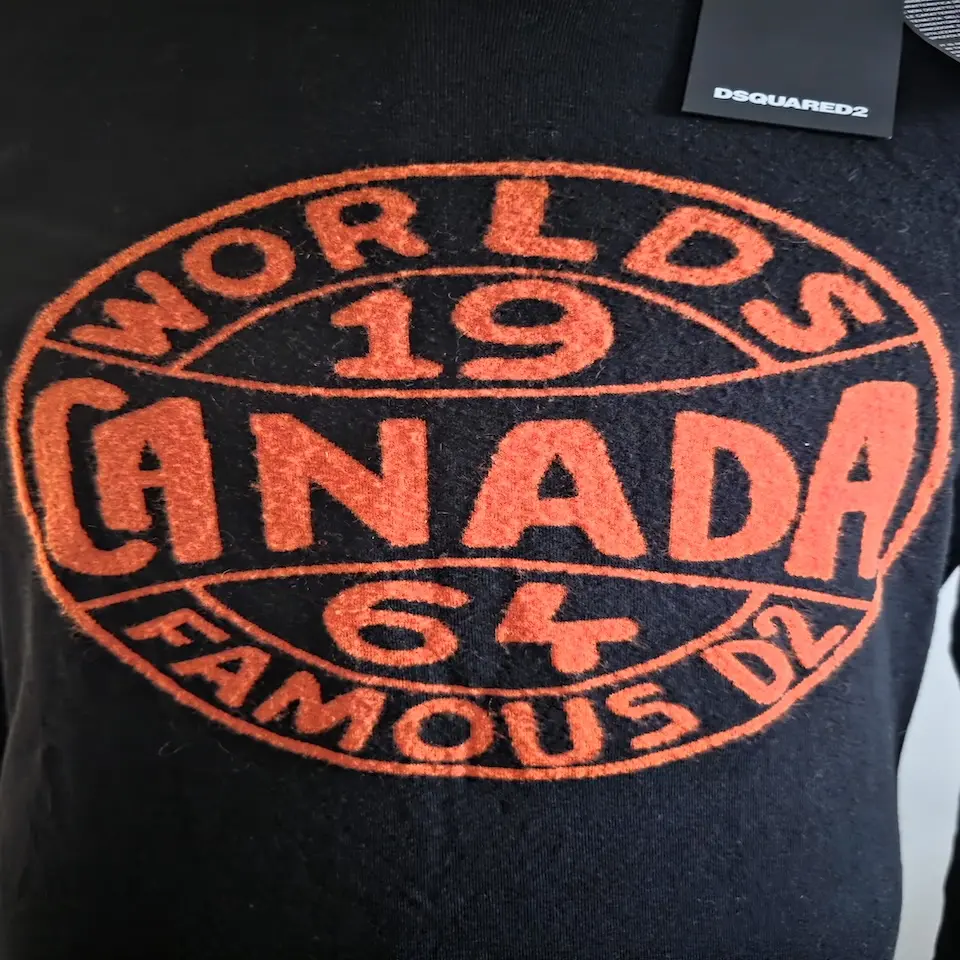 DSQUARED2
WORLDS
19
CANADA
64
FAMOUS D2